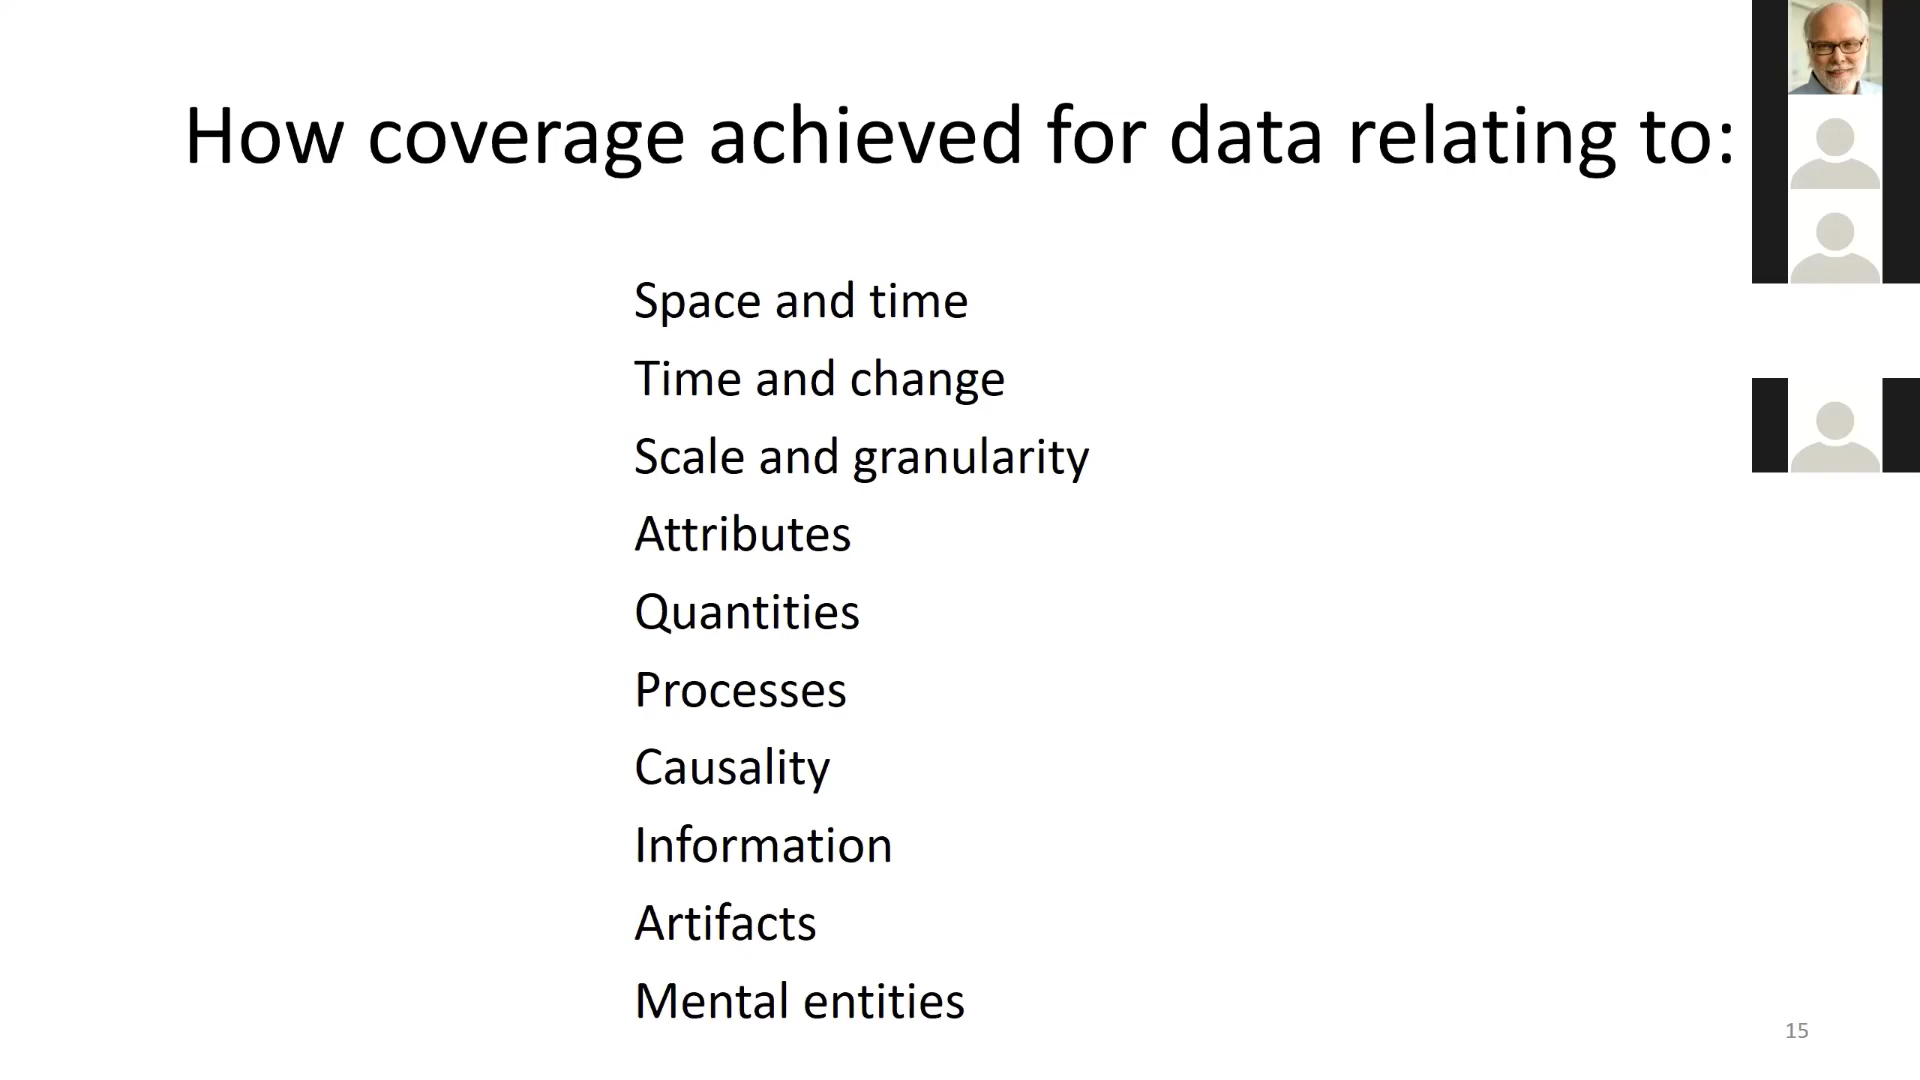 How coverage achieved for data relating to:
Space and time
Time and change
Scale and granularity
Attributes
Quantities
Processes
Causality
Information
Artifacts
Mental entities
15